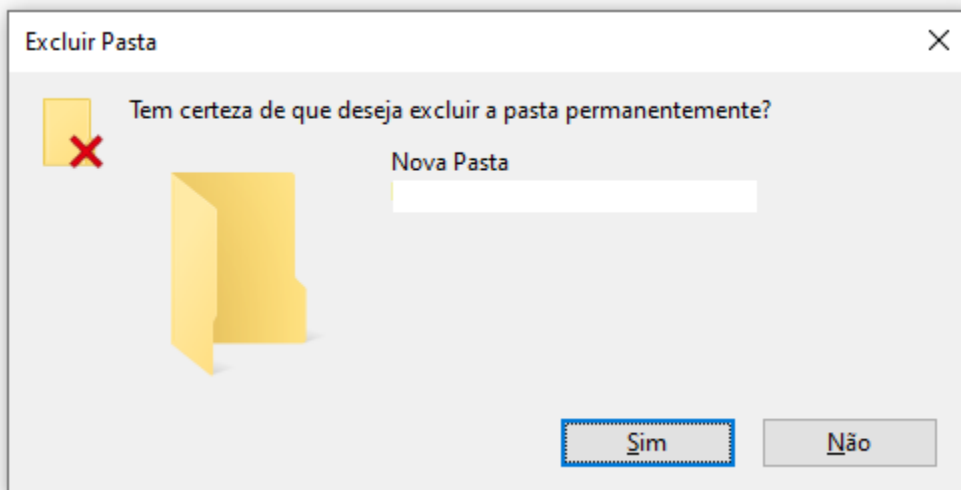 Excluir Pasta
Tem certeza de que deseja excluir a pasta permanentemente?
Nova Pasta
Sim
Não